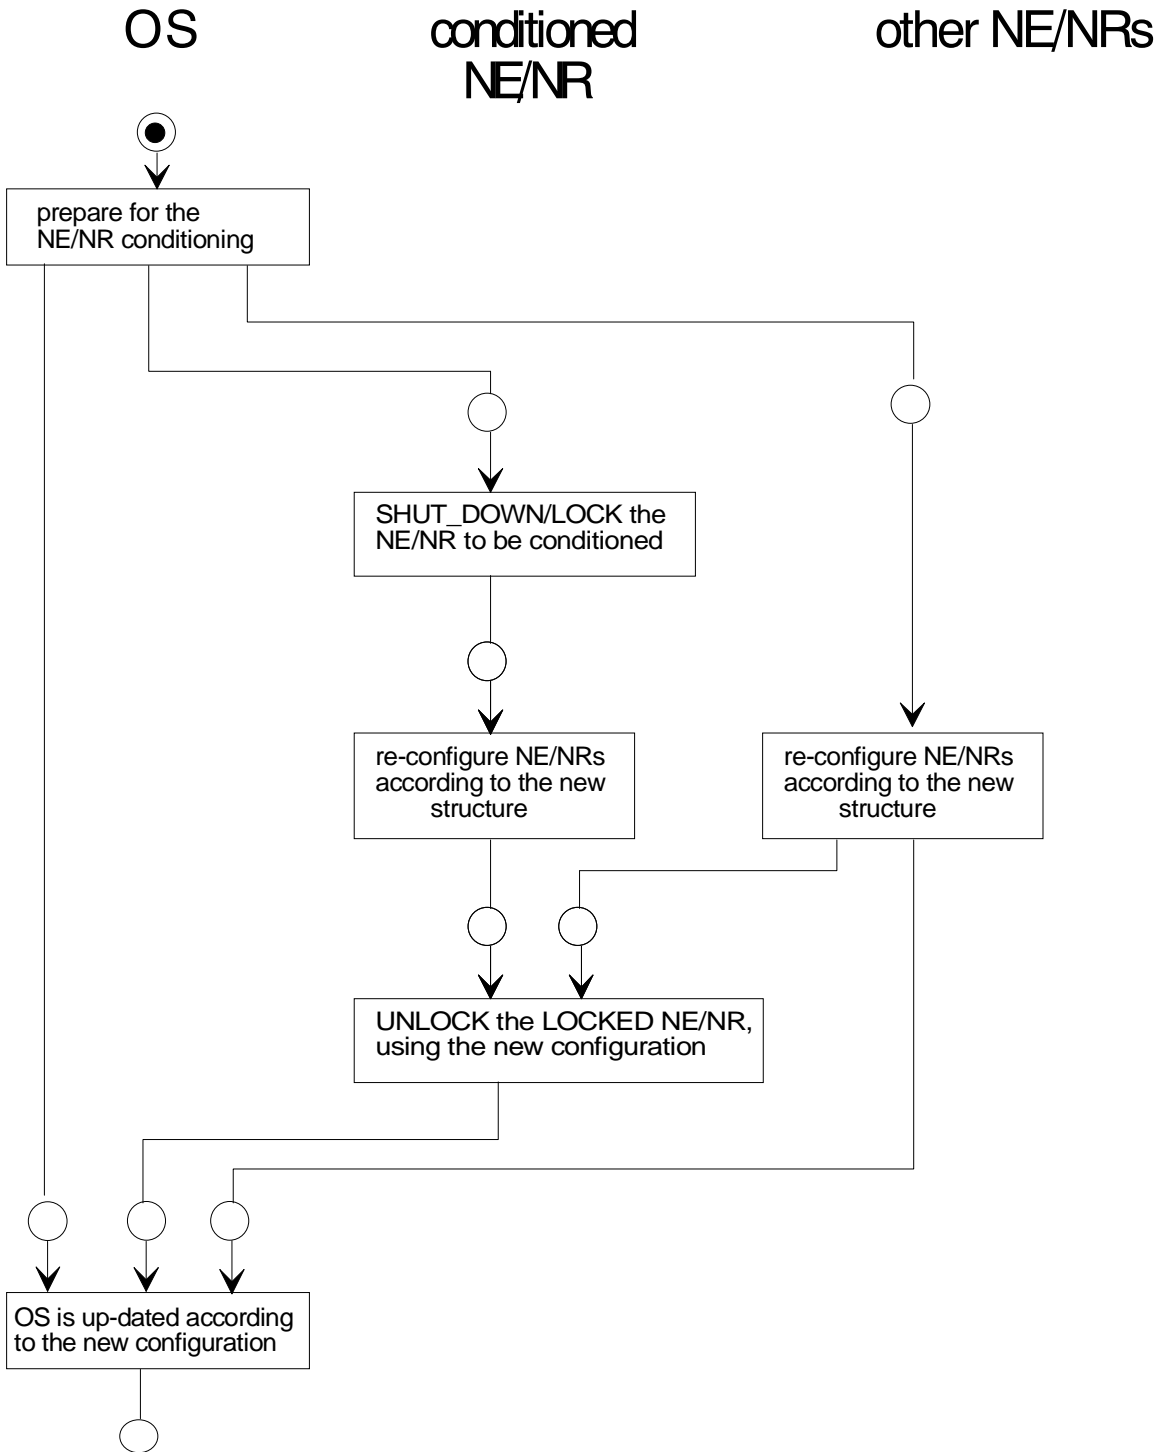 OS
conditioned
NE/NR
other NE/NRs
prepare for the
NE/NR conditioning
SHUT_DOWN/LOCK the
NE/NR to be conditioned
re-configure NE/NRs
according to the new
structure
re-configure NE/NRs
according to the new
structure
UNLOCK the LOCKED NE/NR,
using the new configuration
OS is up-dated according
to the new configuration